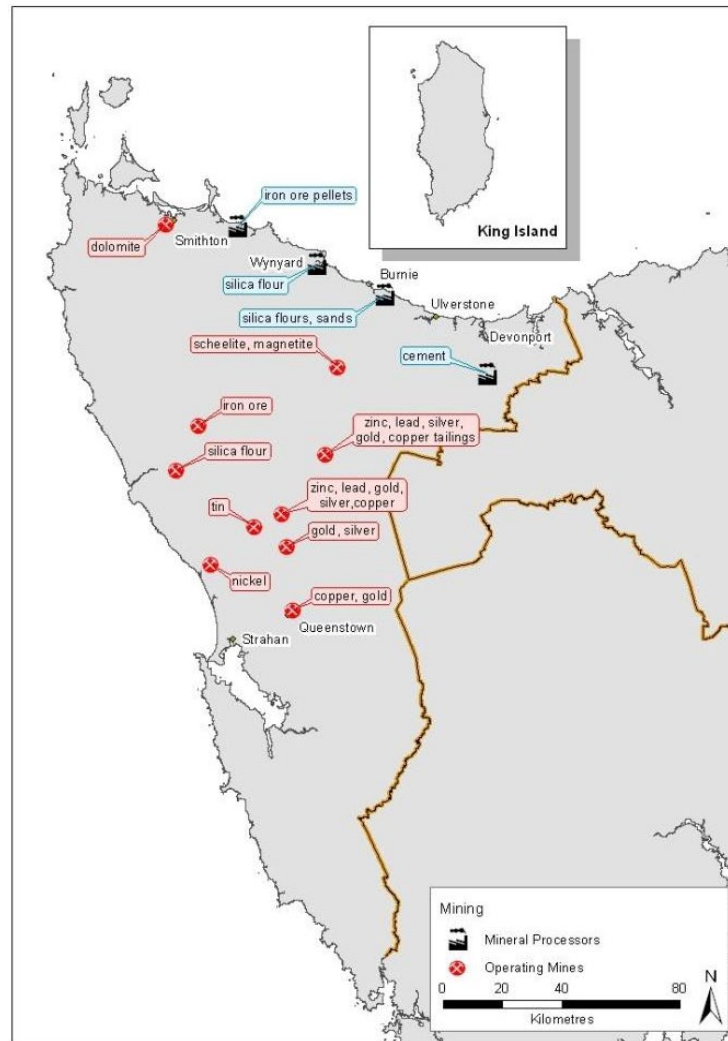 King Island
iron ore pellets
dolomite
Smithton
Wynyard
silica flour
Burnie
silica flours, sands
Ulverstone
Devonport
scheelite, magnetite
cement
iron ore
zinc, lead, silver,
gold, copper tailings
silica flour
zinc, lead, gold,
silver,copper
tin
gold, silver
nickel
copper, gold
Queenstown
Strahan
Mining
Mineral Processors
Operating Mines
0 20 40 80
Kilometres
N